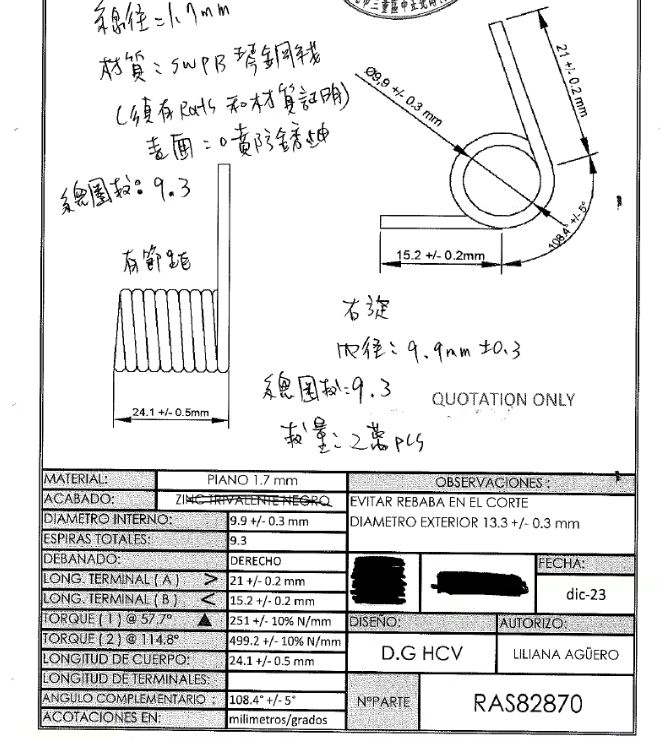 線徑=1.7mm
材質:SWPB 琴鋼線
(須有RoHS 和材質証明)
表面:噴防銹油
總圈數:9.3
有節距
24.1 +/- 0.5mm
Ø9,9 +/- 0.3 mm
21 +/- 0.2 mm
108.4° +/- 5°
15.2 +/- 0.2mm
右旋
內徑:9.9mm ±0.3
總圈數:9.3
QUOTATION ONLY
數量:2萬pcs
MATERIAL: PIANO 1.7 mm
ACABADO: ZINC TRIVALENTE NEGRO
DIAMETRO INTERNO: 9.9 +/- 0.3 mm
ESPIRAS TOTALES: 9.3
DEBANADO: DERECHO
LONG. TERMINAL ( A ) > 21 +/- 0.2 mm
LONG. TERMINAL ( B ) < 15.2 +/- 0.2 mm
TORQUE ( 1 ) @ 57.7° ▲ 251 +/- 10% N/mm
TORQUE ( 2 ) @ 114.8° 499.2 +/- 10% N/mm
LONGITUD DE CUERPO: 24.1 +/- 0.5 mm
LONGITUD DE TERMINALES:
ANGULO COMPLEMENTARIO : 108.4° +/- 5°
ACOTACIONES EN: milimetros/grados
OBSERVACIONES :
EVITAR REBABA EN EL CORTE
DIAMETRO EXTERIOR 13.3 +/- 0.3 mm
FECHA:
dic-23
DISEÑO: AUTORIZO:
D.G HCV LILIANA AGÜERO
NºPARTE RAS82870